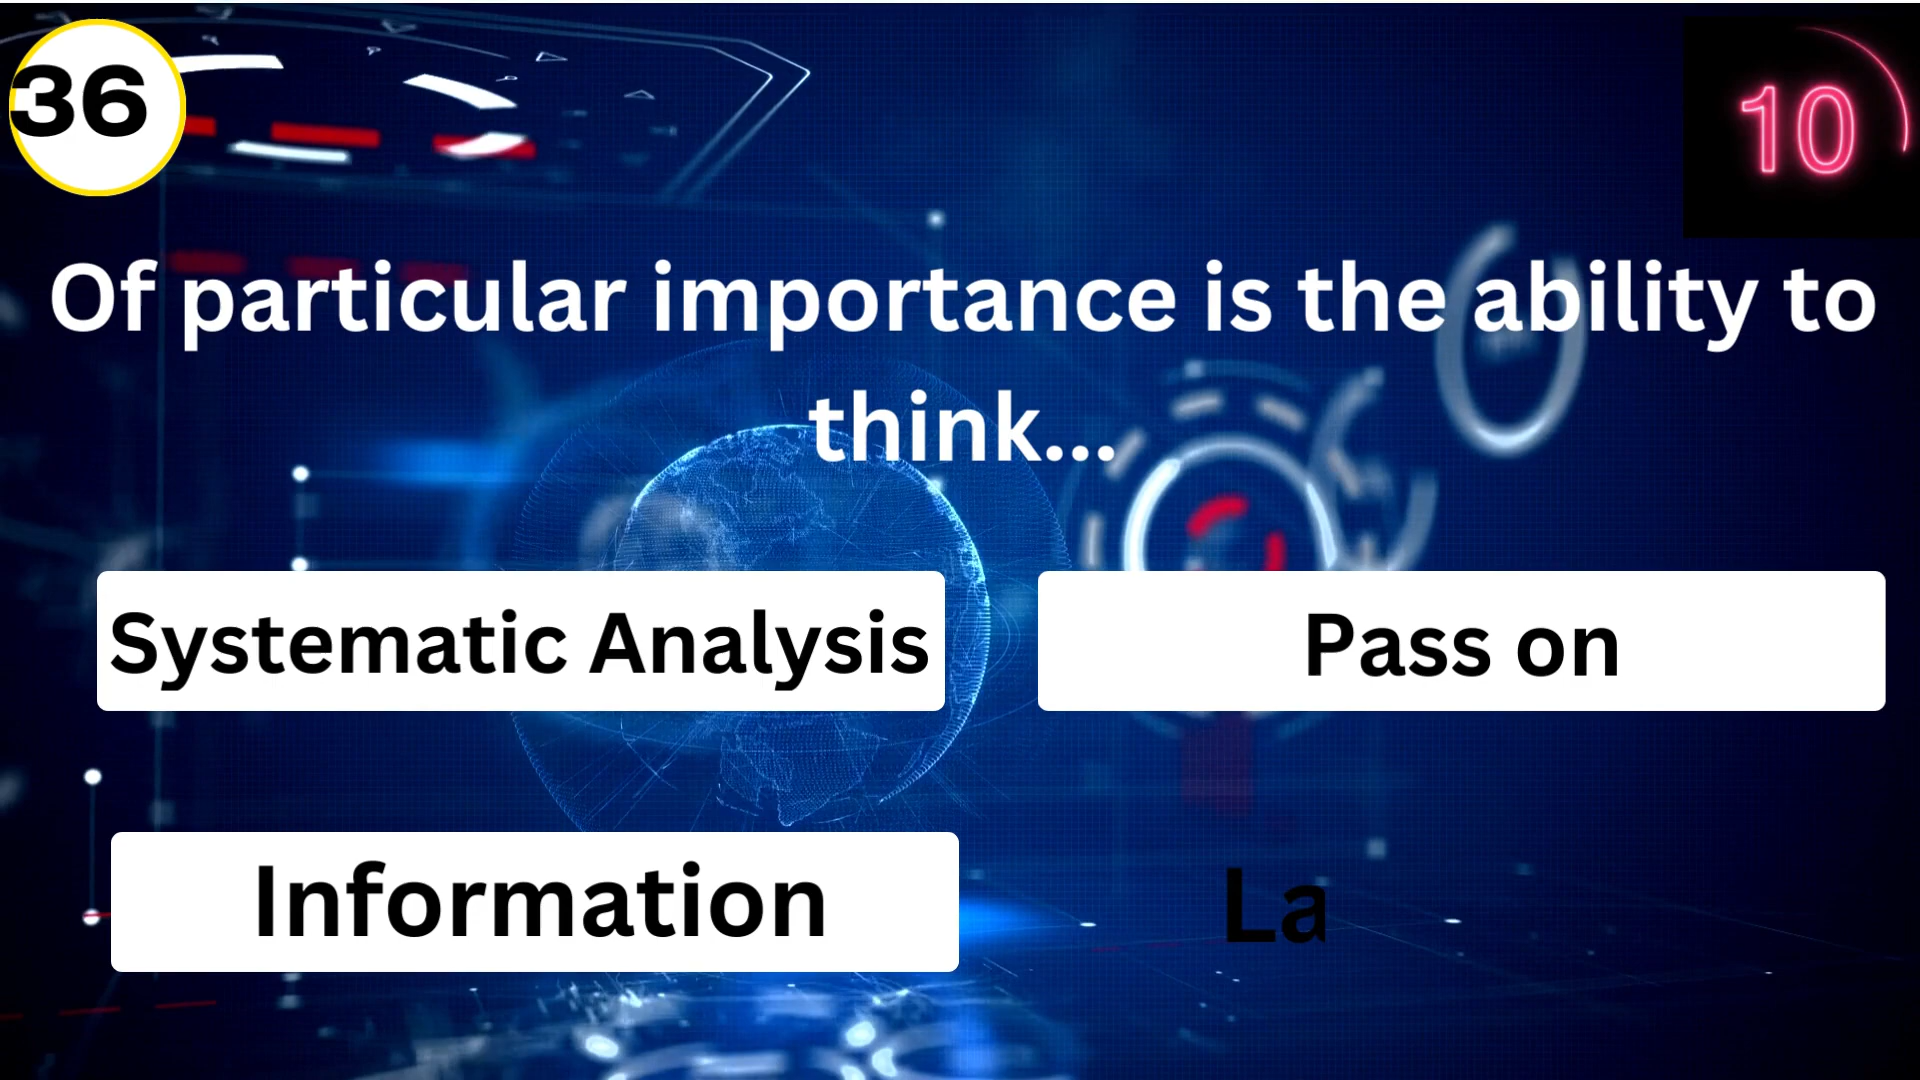 36
10
Of particular importance is the ability to
think...
Systematic Analysis
Pass on
Information
La